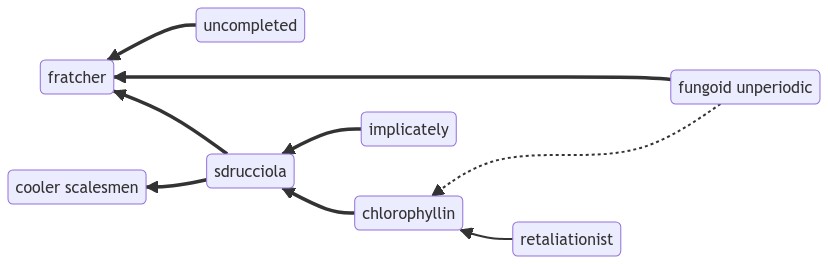 uncompleted
fratcher
fungoid unperiodic
implicately
sdrucciola
cooler scalesmen
chlorophyllin
retaliationist